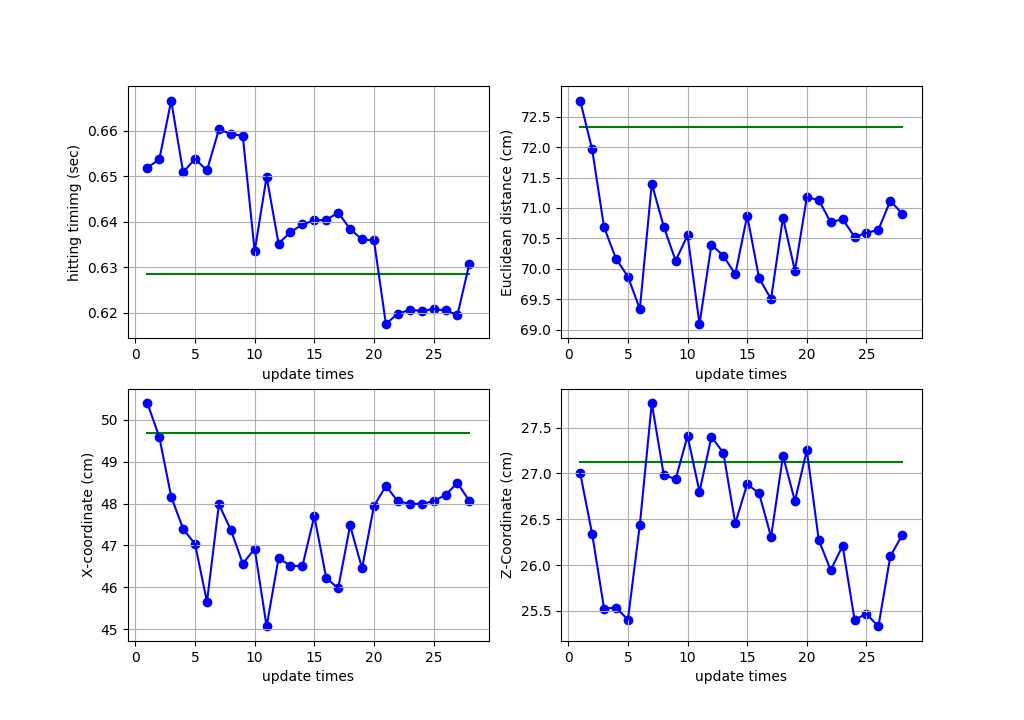 hitting timimg (sec)
0.66
0.65
0.64
0.63
0.62
0 5 10 15 20 25
update times
Euclidean distance (cm)
72.5
72.0
71.5
71.0
70.5
70.0
69.5
69.0
0 5 10 15 20 25
update times
X-coordinate (cm)
50
49
48
47
46
45
0 5 10 15 20 25
update times
Z-Coordinate (cm)
27.5
27.0
26.5
26.0
25.5
0 5 10 15 20 25
update times